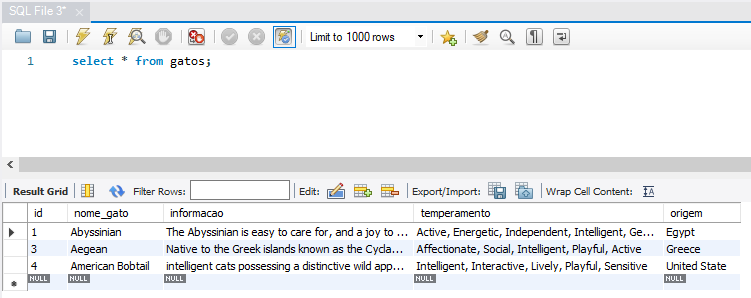 SQL File 3*
Limit to 1000 rows
1 select * from gatos;
Result Grid Filter Rows: Edit: Export/Import: Wrap Cell Content:
id nome_gato informacao temperamento origem
1 Abyssinian The Abyssinian is easy to care for, and a joy to ... Active, Energetic, Independent, Intelligent, Ge... Egypt
3 Aegean Native to the Greek islands known as the Cycla... Affectionate, Social, Intelligent, Playful, Active Greece
4 American Bobtail intelligent cats possessing a distinctive wild app... Intelligent, Interactive, Lively, Playful, Sensitive United State
NULL NULL NULL NULL NULL